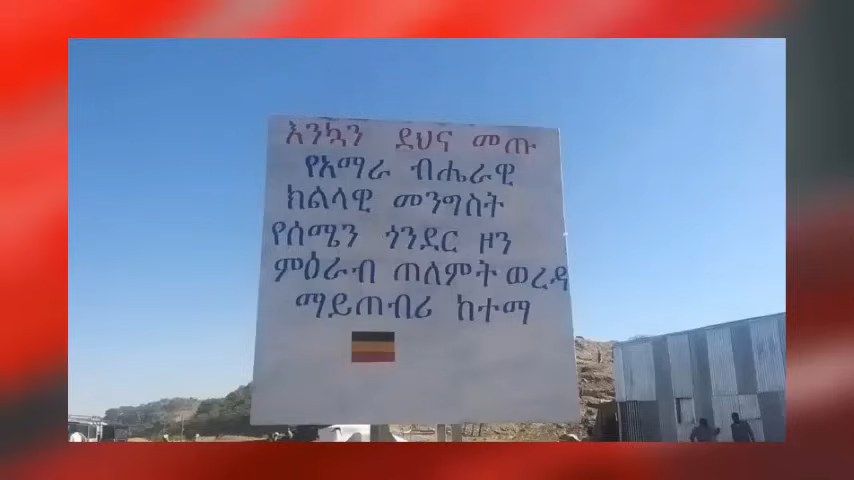 እንኳን ደህና መጡ
የአማራ ብሔራዊ
ክልላዊ መንግስት
የሰሜን ጎንደር ዞን
ምዕራብ ጠለምት ወረዳ
ማይጠብሪ ከተማ